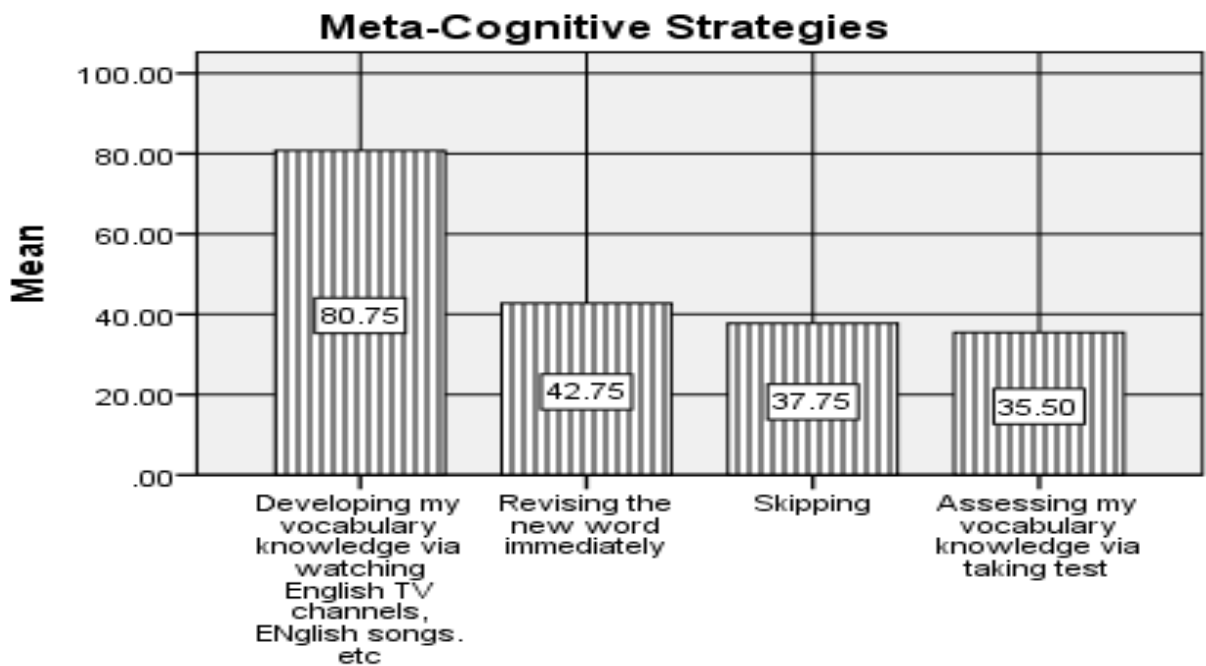 Meta-Cognitive Strategies
100.00
80.00
60.00
40.00
20.00
.00
Mean
80.75
42.75
37.75
35.50
Developing my
vocabulary
knowledge via
watching
English TV
channels,
ENglish songs.
etc
Revising the
new word
immediately
Skipping
Assessing my
vocabulary
knowledge via
taking test